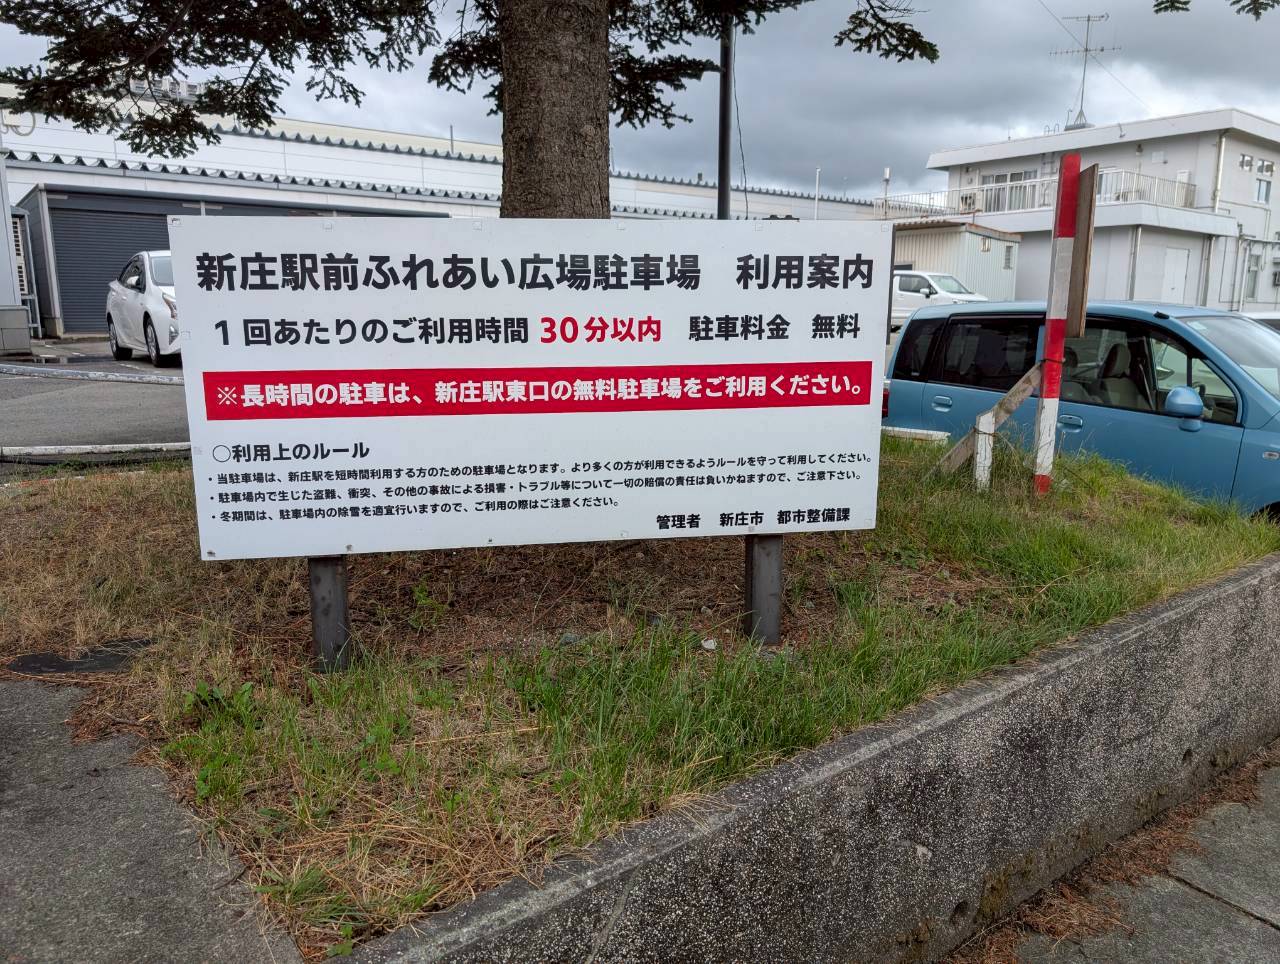 新庄駅前ふれあい広場駐車場　利用案内
1回あたりのご利用時間 30分以内　駐車料金　無料
※長時間の駐車は、新庄駅東口の無料駐車場をご利用ください。
○利用上のルール
・当駐車場は、新庄駅を短時間利用する方のための駐車場となります。より多くの方が利用できるようルールを守って利用してください。
・駐車場内で生じた盗難、衝突、その他の事故による損害・トラブル等について一切の賠償の責任は負いかねますので、ご注意下さい。
・冬期間は、駐車場内の除雪を適宜行いますので、ご利用の際はご注意ください。
管理者　新庄市　都市整備課